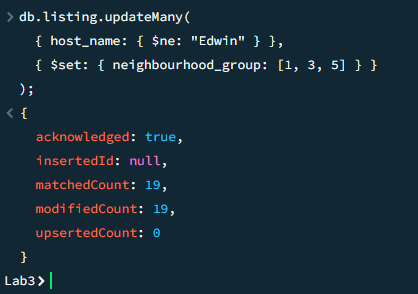 > db.listing.updateMany(
{ host_name: { $ne: "Edwin" } },
{ $set: { neighbourhood_group: [1, 3, 5] } }
);
< {
acknowledged: true,
insertedId: null,
matchedCount: 19,
modifiedCount: 19,
upsertedCount: 0
}
Lab3>